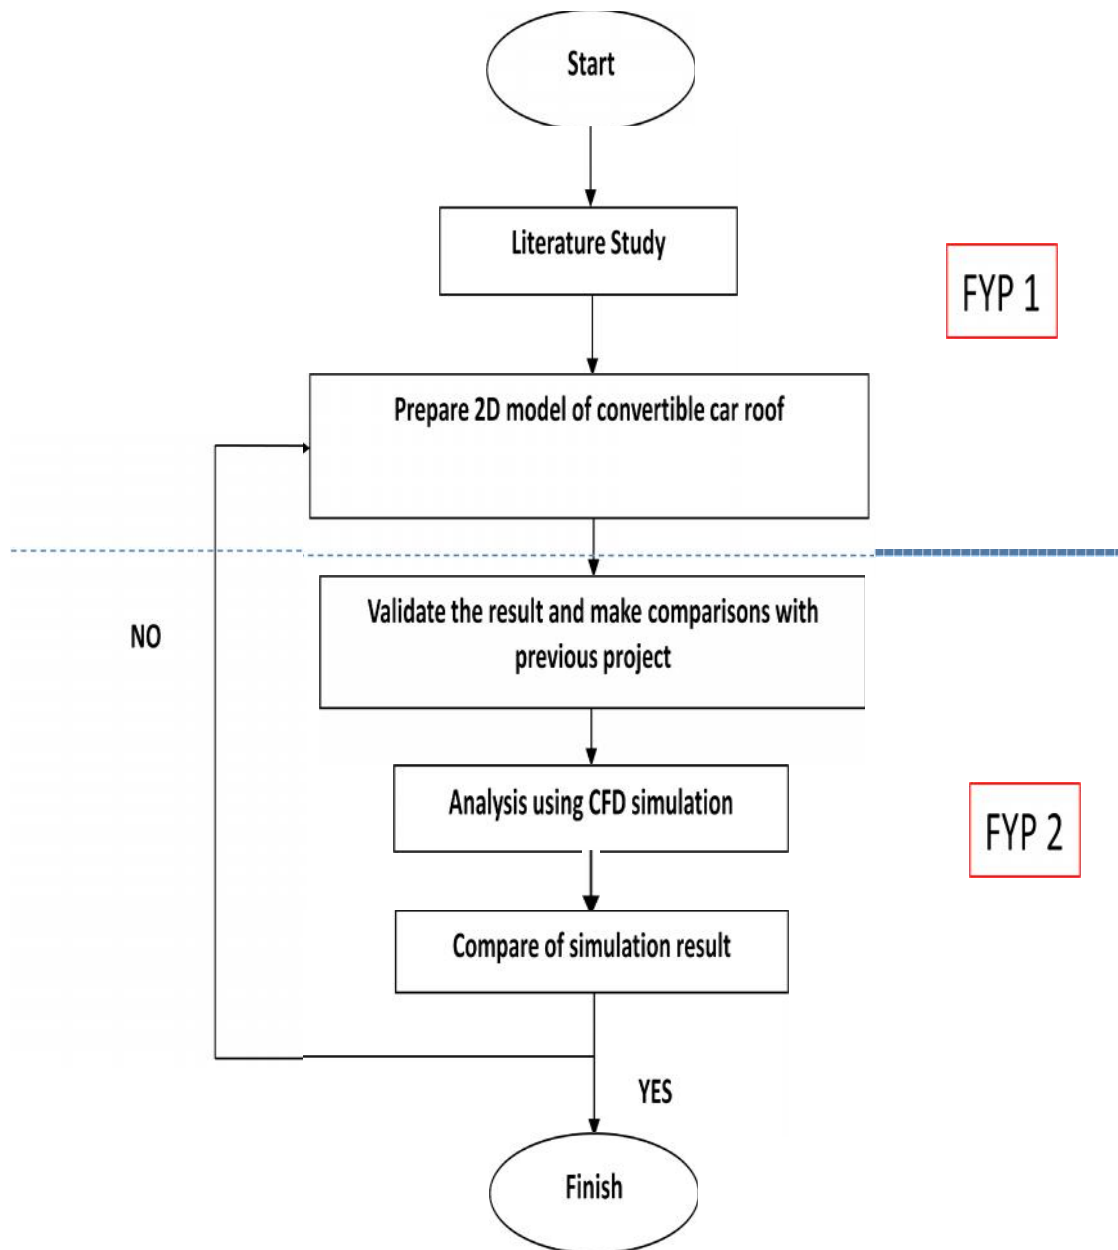 Start
Literature Study
FYP 1
Prepare 2D model of convertible car roof
Validate the result and make comparisons with
previous project
NO
Analysis using CFD simulation
FYP 2
Compare of simulation result
YES
Finish